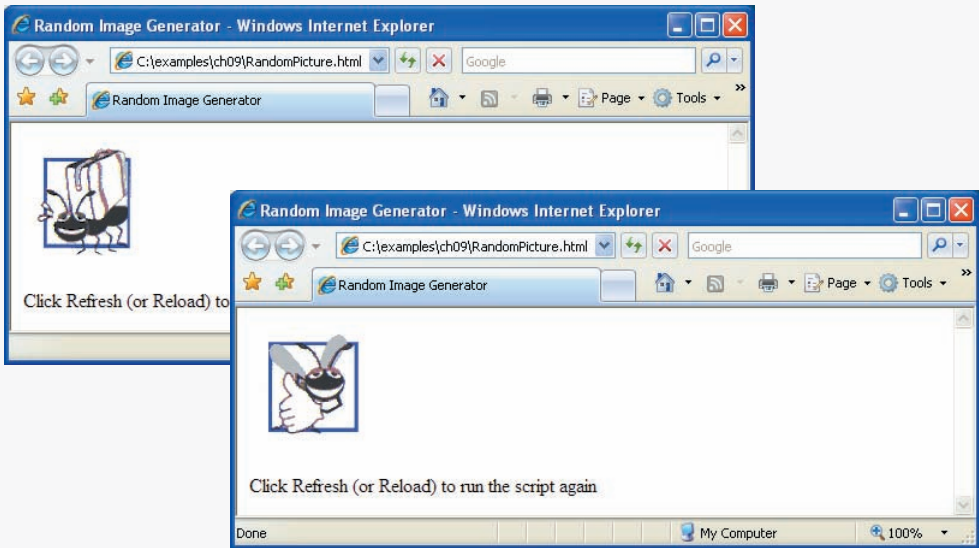 Random Image Generator - Windows Internet Explorer
C:\examples\ch09\RandomPicture.html Google
Random Image Generator Page Tools »
Click Refresh (or Reload) to
Random Image Generator - Windows Internet Explorer
C:\examples\ch09\RandomPicture.html Google
Random Image Generator Page Tools »
Click Refresh (or Reload) to run the script again
Done My Computer 100%